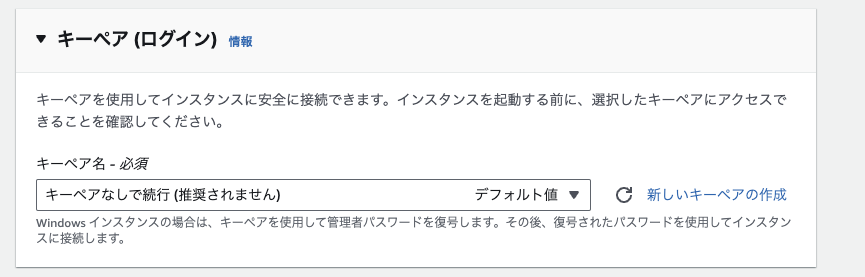 ▼ キーペア (ログイン) 情報
キーペアを使用してインスタンスに安全に接続できます。インスタンスを起動する前に、選択したキーペアにアクセスで
きることを確認してください。
キーペア名 - 必須
キーペアなしで続行 (推奨されません) デフォルト値 ▼ 新しいキーペアの作成
Windows インスタンスの場合は、キーペアを使用して管理者パスワードを復号します。その後、復号されたパスワードを使用してインスタン
スに接続します。